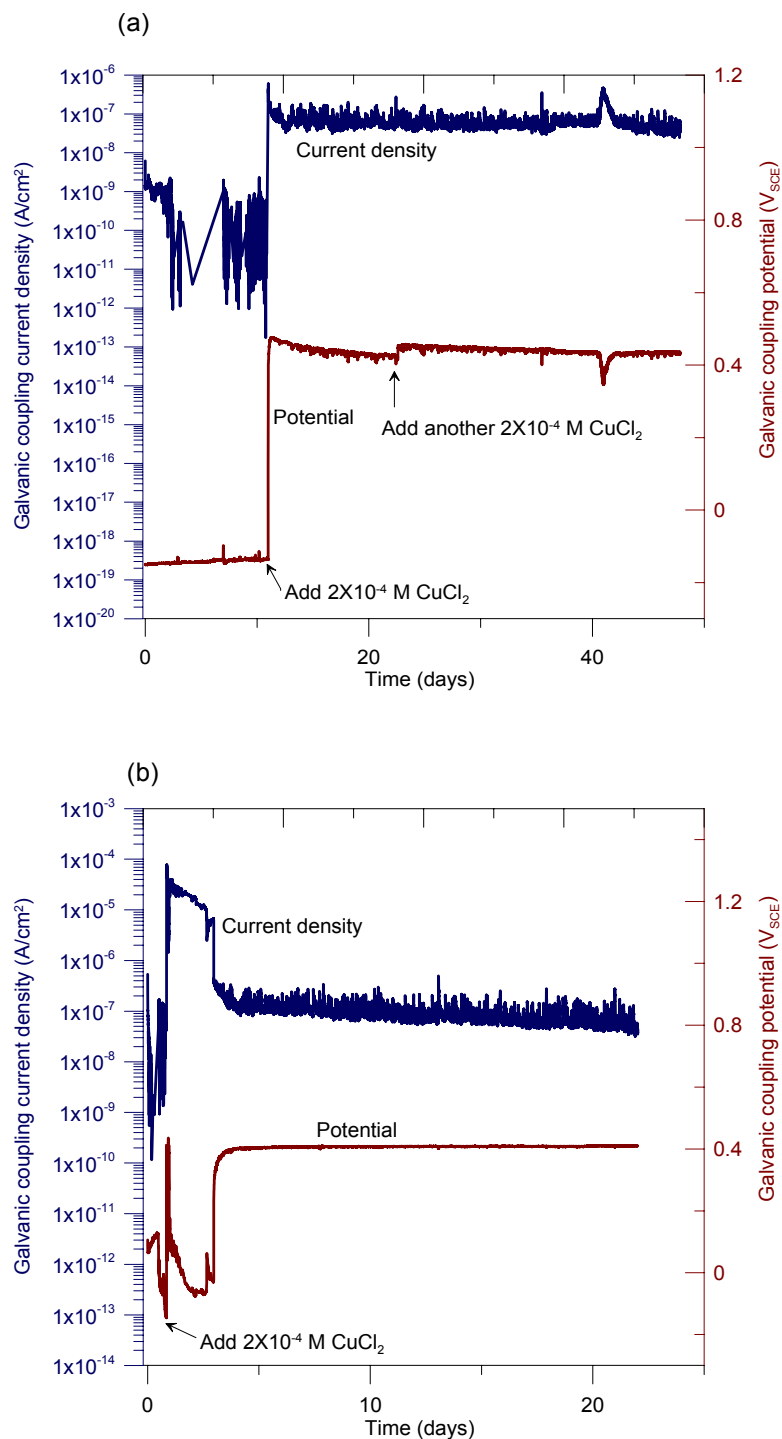 (a)
Galvanic coupling current density (A/cm²)
1x10⁻⁶
1x10⁻⁷
1x10⁻⁸
1x10⁻⁹
1x10⁻¹⁰
1x10⁻¹¹
1x10⁻¹²
1x10⁻¹³
1x10⁻¹⁴
1x10⁻¹⁵
1x10⁻¹⁶
1x10⁻¹⁷
1x10⁻¹⁸
1x10⁻¹⁹
1x10⁻²⁰
Current density
Potential
Add another 2X10⁻⁴ M CuCl₂
Add 2X10⁻⁴ M CuCl₂
1.2
0.8
0.4
0
Galvanic coupling potential (V_SCE)
0
20
40
Time (days)
(b)
Galvanic coupling current density (A/cm²)
1x10⁻³
1x10⁻⁴
1x10⁻⁵
1x10⁻⁶
1x10⁻⁷
1x10⁻⁸
1x10⁻⁹
1x10⁻¹⁰
1x10⁻¹¹
1x10⁻¹²
1x10⁻¹³
1x10⁻¹⁴
Current density
Potential
Add 2X10⁻⁴ M CuCl₂
1.2
0.8
0.4
0
Galvanic coupling potential (V_SCE)
0
10
20
Time (days)